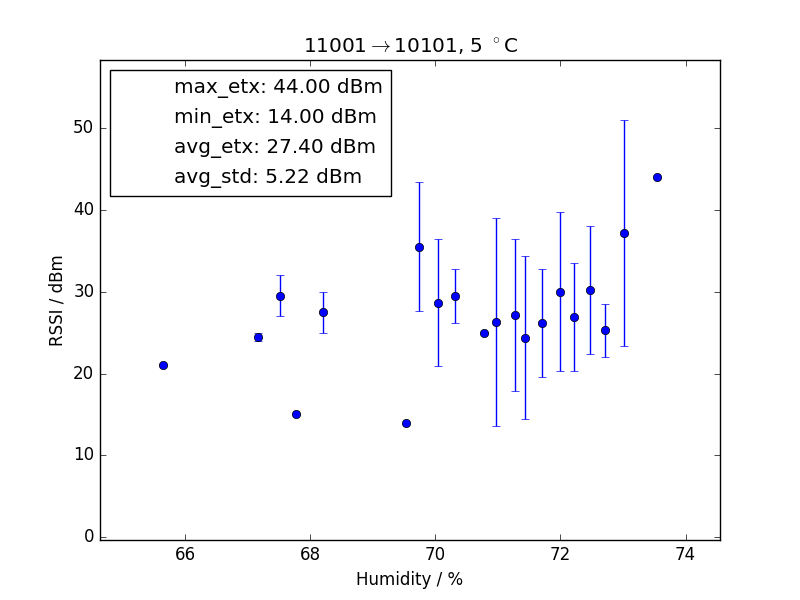 11001→10101, 5 °C
max_etx: 44.00 dBm
min_etx: 14.00 dBm
avg_etx: 27.40 dBm
avg_std: 5.22 dBm
50
40
30
20
10
0
RSSI / dBm
66 68 70 72 74
Humidity / %